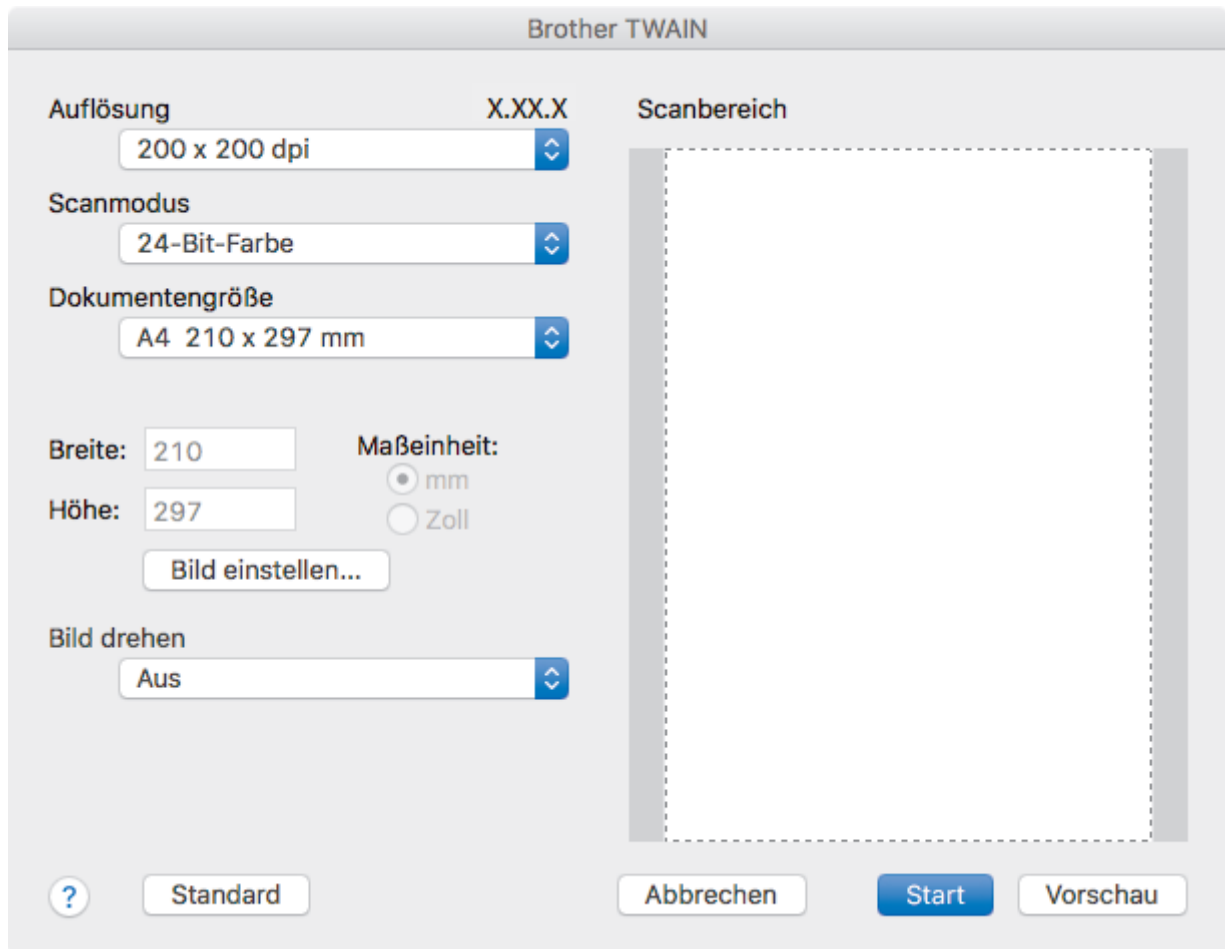 Brother TWAIN
Auflösung X.XX.X
200 x 200 dpi
Scanmodus
24-Bit-Farbe
Dokumentengröße
A4 210 x 297 mm
Breite: 210
Höhe: 297
Maßeinheit:
mm
Zoll
Bild einstellen...
Bild drehen
Aus
Scanbereich
? Standard Abbrechen Start Vorschau